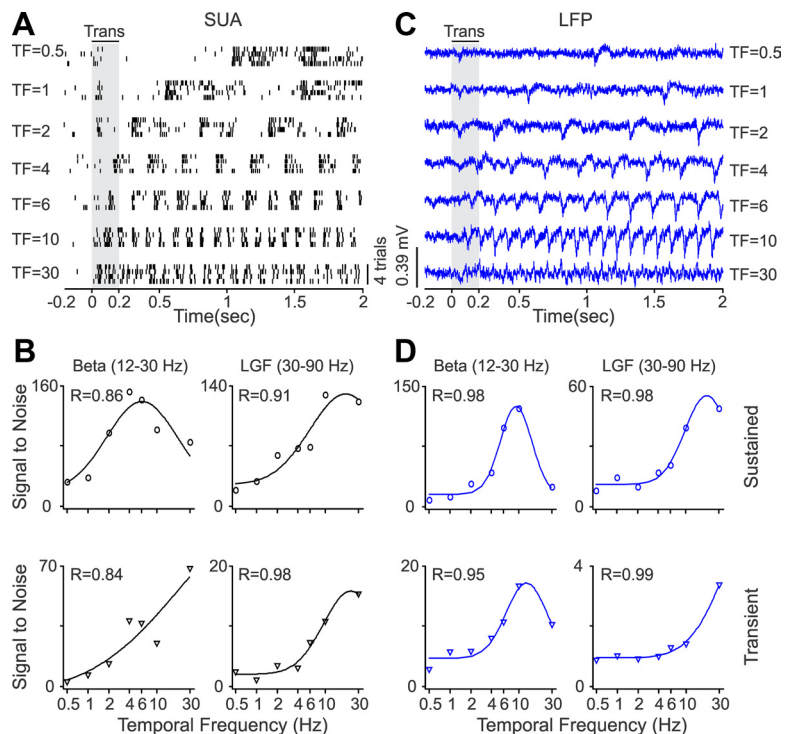 A
SUA
C
LFP
Trans
Trans
TF=0.5
TF=1
TF=2
TF=4
TF=6
TF=10
TF=30
4 trials
0.39 mV
TF=0.5
TF=1
TF=2
TF=4
TF=6
TF=10
TF=30
-0.2 0 0.2 1 2
Time(sec)
-0.2 0 0.2 0.5 1 1.5 2
Time(sec)
B
Beta (12-30 Hz)
LGF (30-90 Hz)
D
Beta (12-30 Hz)
LGF (30-90 Hz)
Signal to Noise
160
0
R=0.86
140
0
R=0.91
150
0
R=0.98
60
0
R=0.98
Sustained
Signal to Noise
70
0
R=0.84
20
0
R=0.98
20
0
R=0.95
4
0
R=0.99
Transient
0.5 1 2 4 6 10 30
0.5 1 2 4 6 10 30
0.5 1 2 4 6 10 30
0.5 1 2 4 6 10 30
Temporal Frequency (Hz)
Temporal Frequency (Hz)